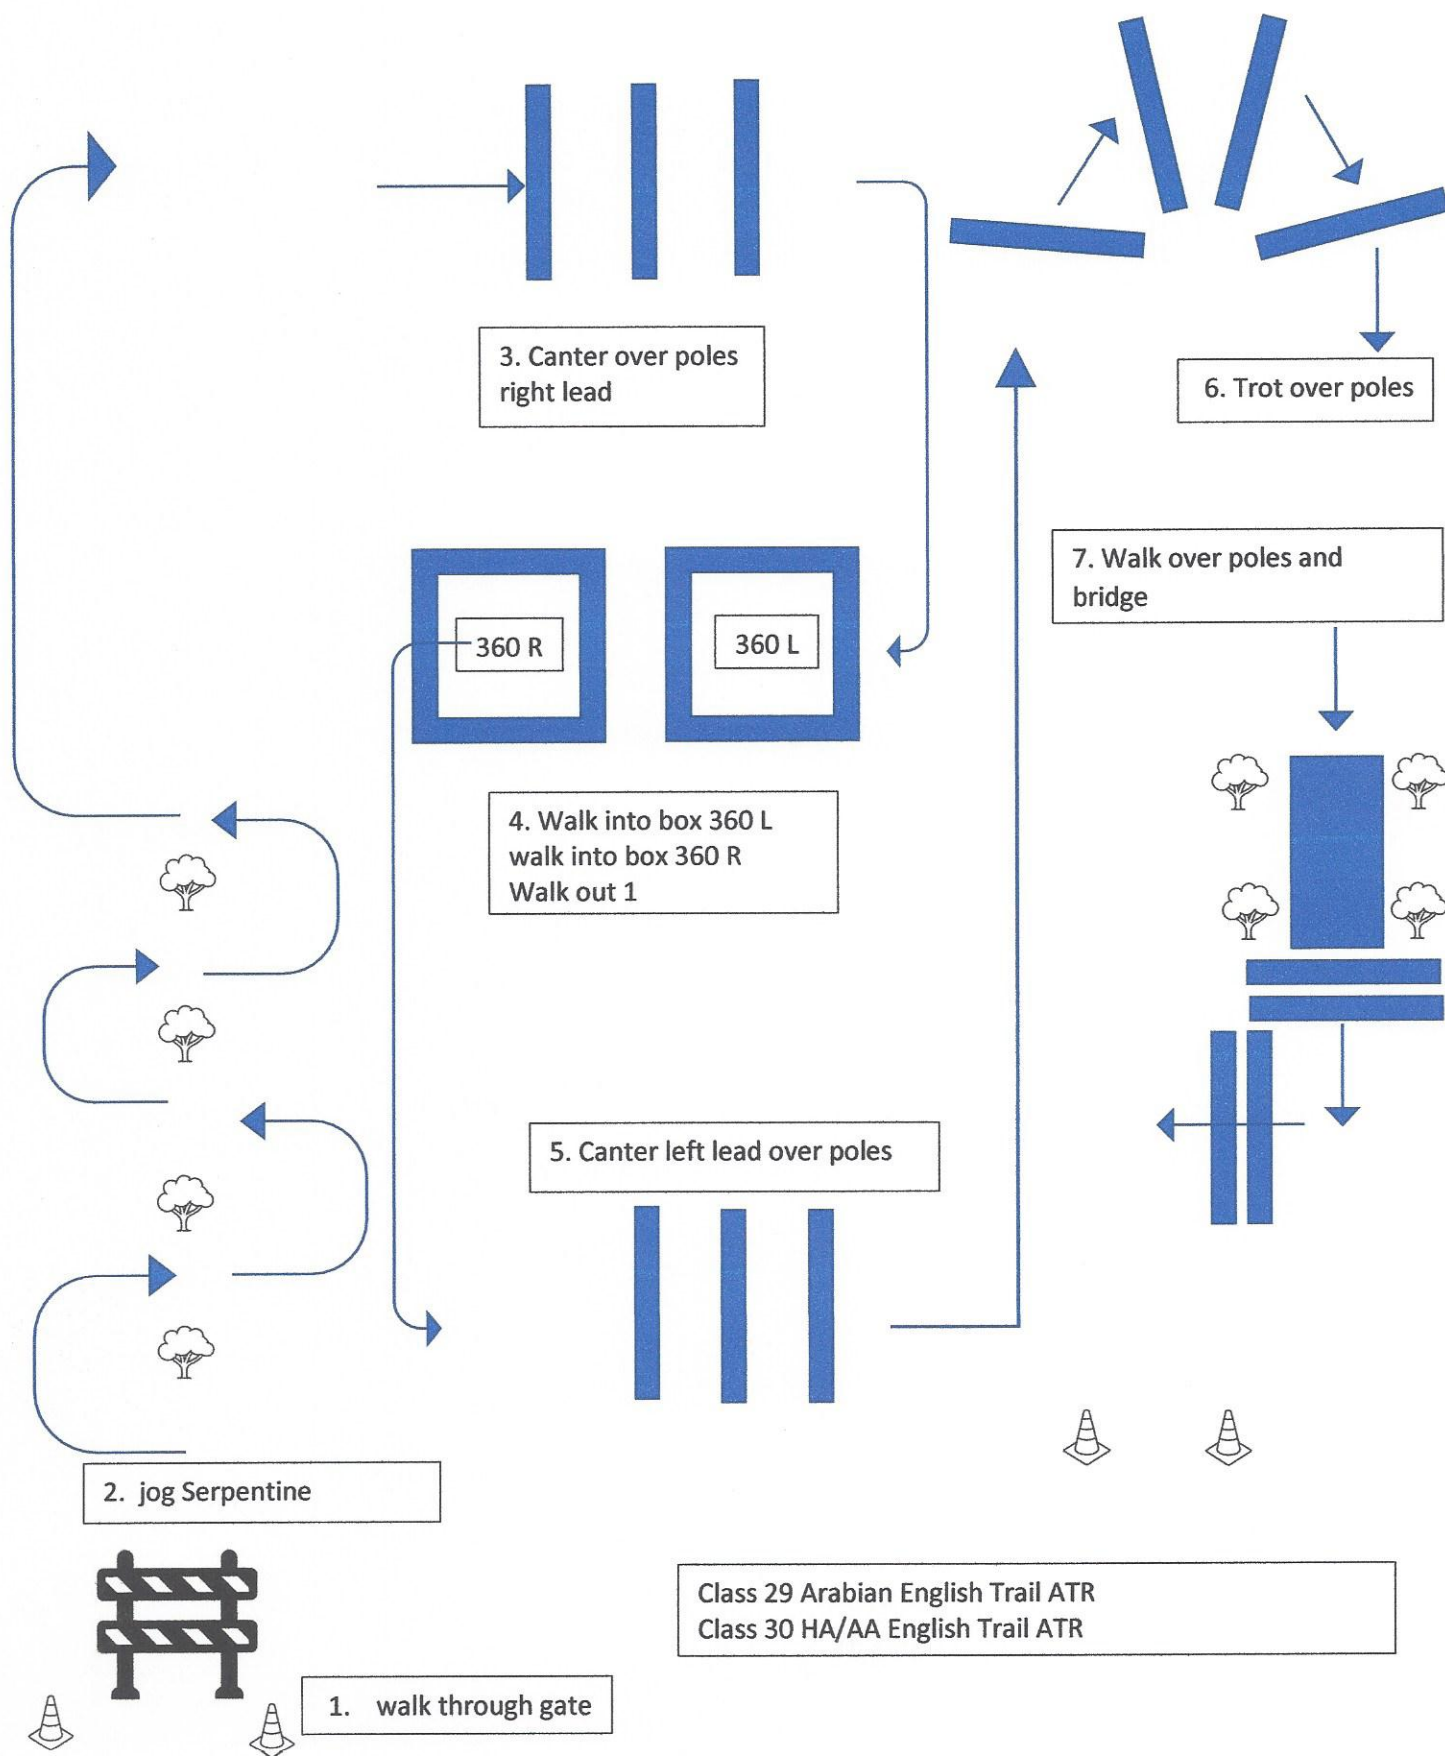 3. Canter over poles
right lead
6. Trot over poles
7. Walk over poles and
bridge
360 R
360 L
4. Walk into box 360 L
walk into box 360 R
Walk out 1
5. Canter left lead over poles
2. jog Serpentine
Class 29 Arabian English Trail ATR
Class 30 HA/AA English Trail ATR
1. walk through gate